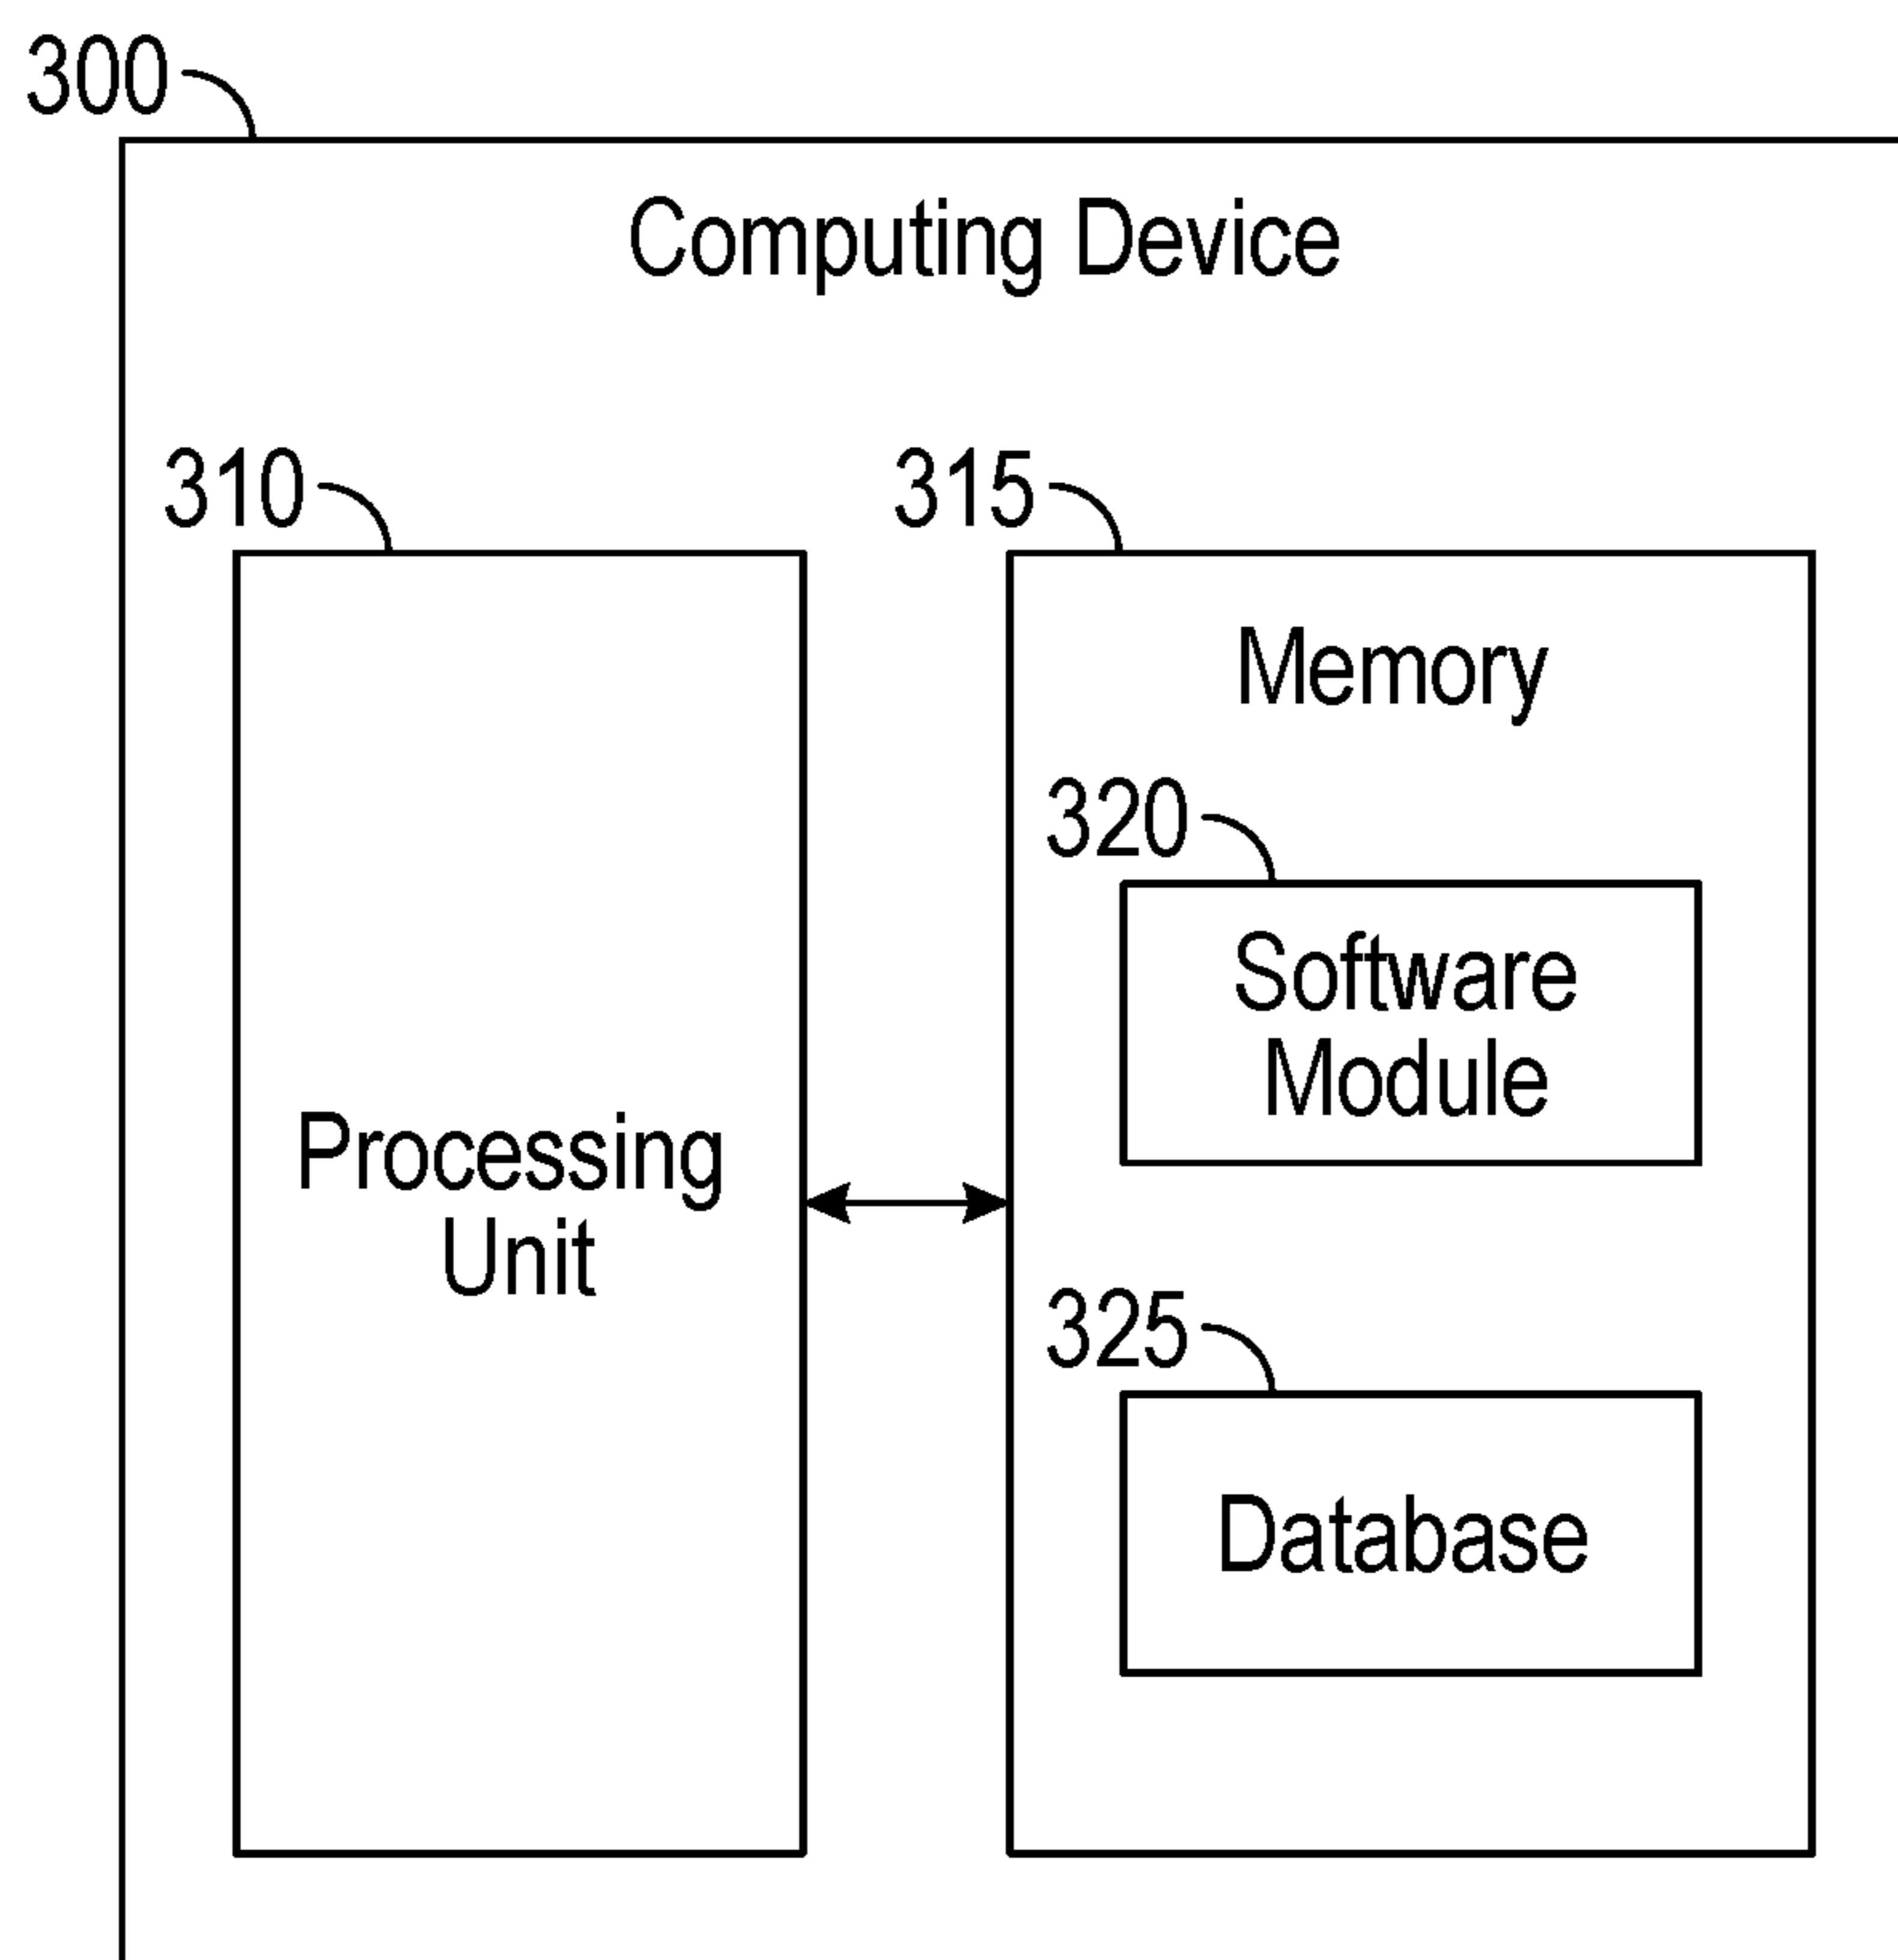 300
Computing Device
310
315
Memory
320
Software
Module
Processing
Unit
325
Database